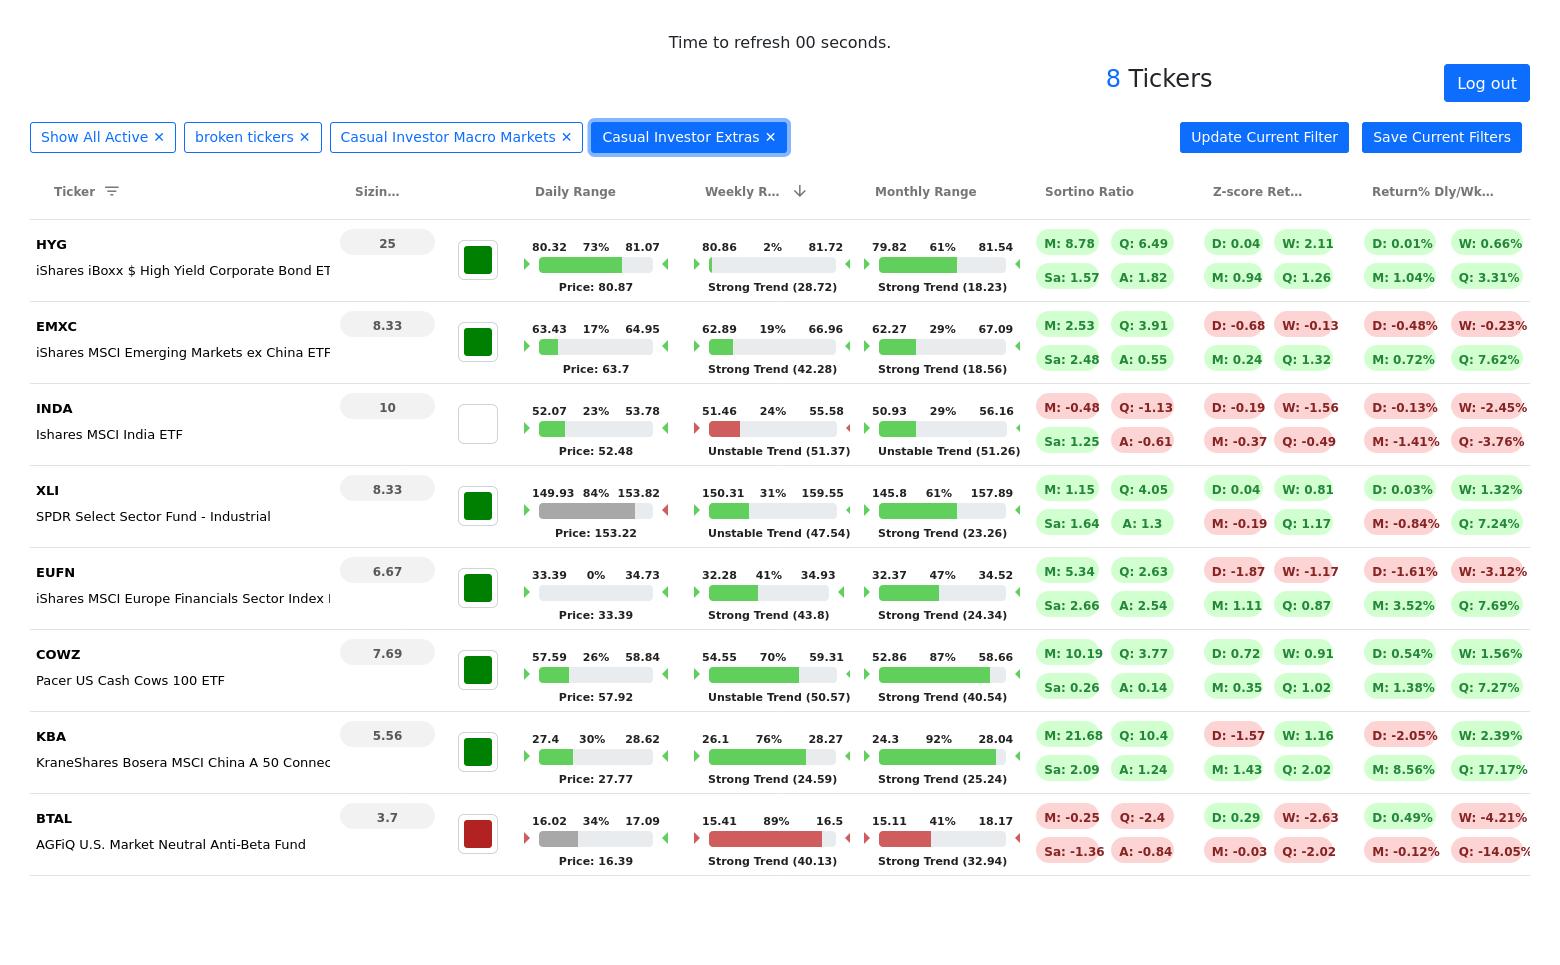 Time to refresh 00 seconds.
8 Tickers
Log out
Show All Active ✕ broken tickers ✕ Casual Investor Macro Markets ✕ Casual Investor Extras ✕ Update Current Filter Save Current Filters
Ticker Sizin... Daily Range Weekly R... Monthly Range Sortino Ratio Z-score Ret... Return% Dly/Wk...
HYG 25 80.32 73% 81.07 80.86 2% 81.72 79.82 61% 81.54 M: 8.78 Q: 6.49 D: 0.04 W: 2.11 D: 0.01% W: 0.66%
iShares iBoxx $ High Yield Corporate Bond ET Price: 80.87 Strong Trend (28.72) Strong Trend (18.23) Sa: 1.57 A: 1.82 M: 0.94 Q: 1.26 M: 1.04% Q: 3.31%
EMXC 8.33 63.43 17% 64.95 62.89 19% 66.96 62.27 29% 67.09 M: 2.53 Q: 3.91 D: -0.68 W: -0.13 D: -0.48% W: -0.23%
iShares MSCI Emerging Markets ex China ETF Price: 63.7 Strong Trend (42.28) Strong Trend (18.56) Sa: 2.48 A: 0.55 M: 0.24 Q: 1.32 M: 0.72% Q: 7.62%
INDA 10 52.07 23% 53.78 51.46 24% 55.58 50.93 29% 56.16 M: -0.48 Q: -1.13 D: -0.19 W: -1.56 D: -0.13% W: -2.45%
Ishares MSCI India ETF Price: 52.48 Unstable Trend (51.37) Unstable Trend (51.26) Sa: 1.25 A: -0.61 M: -0.37 Q: -0.49 M: -1.41% Q: -3.76%
XLI 8.33 149.93 84% 153.82 150.31 31% 159.55 145.8 61% 157.89 M: 1.15 Q: 4.05 D: 0.04 W: 0.81 D: 0.03% W: 1.32%
SPDR Select Sector Fund - Industrial Price: 153.22 Unstable Trend (47.54) Strong Trend (23.26) Sa: 1.64 A: 1.3 M: -0.19 Q: 1.17 M: -0.84% Q: 7.24%
EUFN 6.67 33.39 0% 34.73 32.28 41% 34.93 32.37 47% 34.52 M: 5.34 Q: 2.63 D: -1.87 W: -1.17 D: -1.61% W: -3.12%
iShares MSCI Europe Financials Sector Index Price: 33.39 Strong Trend (43.8) Strong Trend (24.34) Sa: 2.66 A: 2.54 M: 1.11 Q: 0.87 M: 3.52% Q: 7.69%
COWZ 7.69 57.59 26% 58.84 54.55 70% 59.31 52.86 87% 58.66 M: 10.19 Q: 3.77 D: 0.72 W: 0.91 D: 0.54% W: 1.56%
Pacer US Cash Cows 100 ETF Price: 57.92 Unstable Trend (50.57) Strong Trend (40.54) Sa: 0.26 A: 0.14 M: 0.35 Q: 1.02 M: 1.38% Q: 7.27%
KBA 5.56 27.4 30% 28.62 26.1 76% 28.27 24.3 92% 28.04 M: 21.68 Q: 10.4 D: -1.57 W: 1.16 D: -2.05% W: 2.39%
KraneShares Bosera MSCI China A 50 Connec Price: 27.77 Strong Trend (24.59) Strong Trend (25.24) Sa: 2.09 A: 1.24 M: 1.43 Q: 2.02 M: 8.56% Q: 17.17%
BTAL 3.7 16.02 34% 17.09 15.41 89% 16.5 15.11 41% 18.17 M: -0.25 Q: -2.4 D: 0.29 W: -2.63 D: 0.49% W: -4.21%
AGFiQ U.S. Market Neutral Anti-Beta Fund Price: 16.39 Strong Trend (40.13) Strong Trend (32.94) Sa: -1.36 A: -0.84 M: -0.03 Q: -2.02 M: -0.12% Q: -14.05%